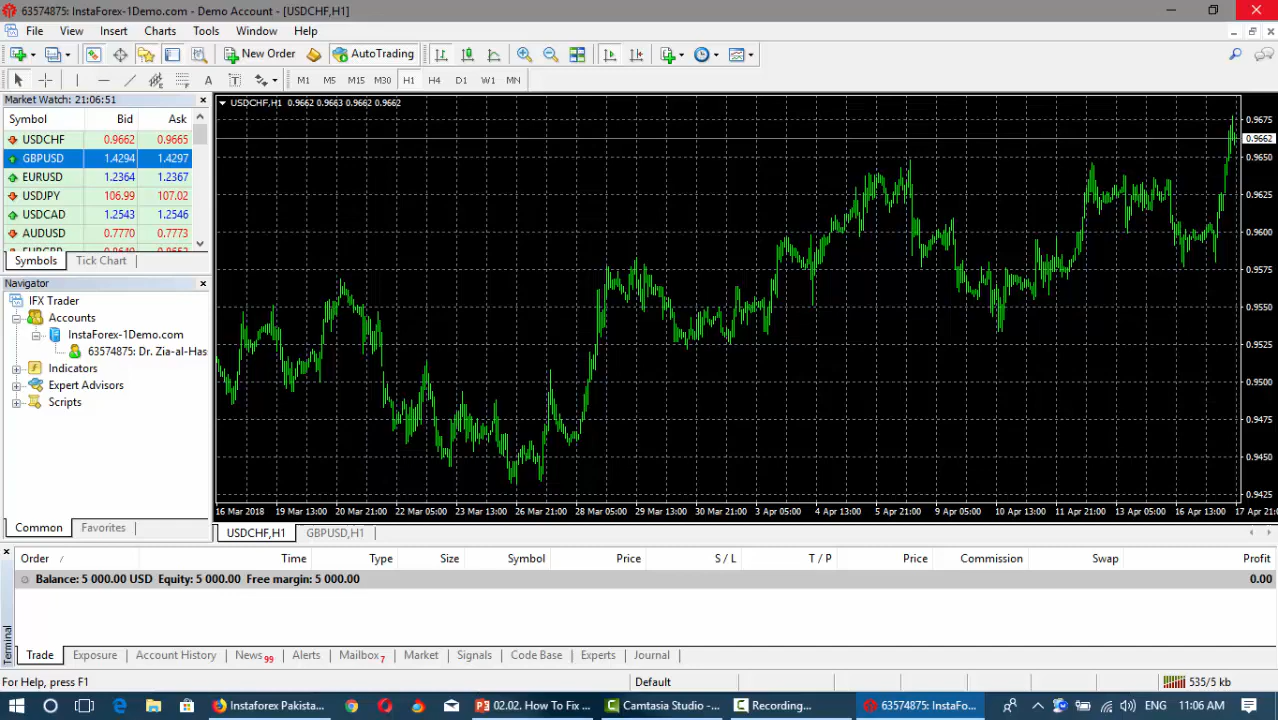 63574875: InstaForex-1Demo.com - Demo Account - [USDCHF,H1]
File View Insert Charts Tools Window Help
New Order AutoTrading
A T M1 M5 M15 M30 H1 H4 D1 W1 MN
Market Watch: 21:06:51
Symbol Bid Ask
USDCHF 0.9662 0.9665
GBPUSD 1.4294 1.4297
EURUSD 1.2364 1.2367
USDJPY 106.99 107.02
USDCAD 1.2543 1.2546
AUDUSD 0.7770 0.7773
Symbols Tick Chart
Navigator
IFX Trader
Accounts
InstaForex-1Demo.com
63574875: Dr. Zia-al-Has
Indicators
Expert Advisors
Scripts
Common Favorites
USDCHF,H1 0.9662 0.9663 0.9662 0.9662
0.9675
0.9662
0.9650
0.9625
0.9600
0.9575
0.9550
0.9525
0.9500
0.9475
0.9450
0.9425
16 Mar 2018 19 Mar 13:00 20 Mar 21:00 22 Mar 05:00 23 Mar 13:00 26 Mar 21:00 28 Mar 05:00 29 Mar 13:00 30 Mar 21:00 3 Apr 05:00 4 Apr 13:00 5 Apr 21:00 9 Apr 05:00 10 Apr 13:00 11 Apr 21:00 13 Apr 05:00 16 Apr 13:00 17 Apr 21:0
USDCHF,H1 GBPUSD,H1
Order / Time Type Size Symbol Price S / L T / P Price Commission Swap Profit
Balance: 5 000.00 USD Equity: 5 000.00 Free margin: 5 000.00 0.00
Terminal
Trade Exposure Account History News 99 Alerts Mailbox 7 Market Signals Code Base Experts Journal
For Help, press F1 Default 535/5 kb
Instaforex Pakista... 02.02. How To Fix ... Camtasia Studio -... Recording... 63574875: InstaFo... ENG 11:06 AM